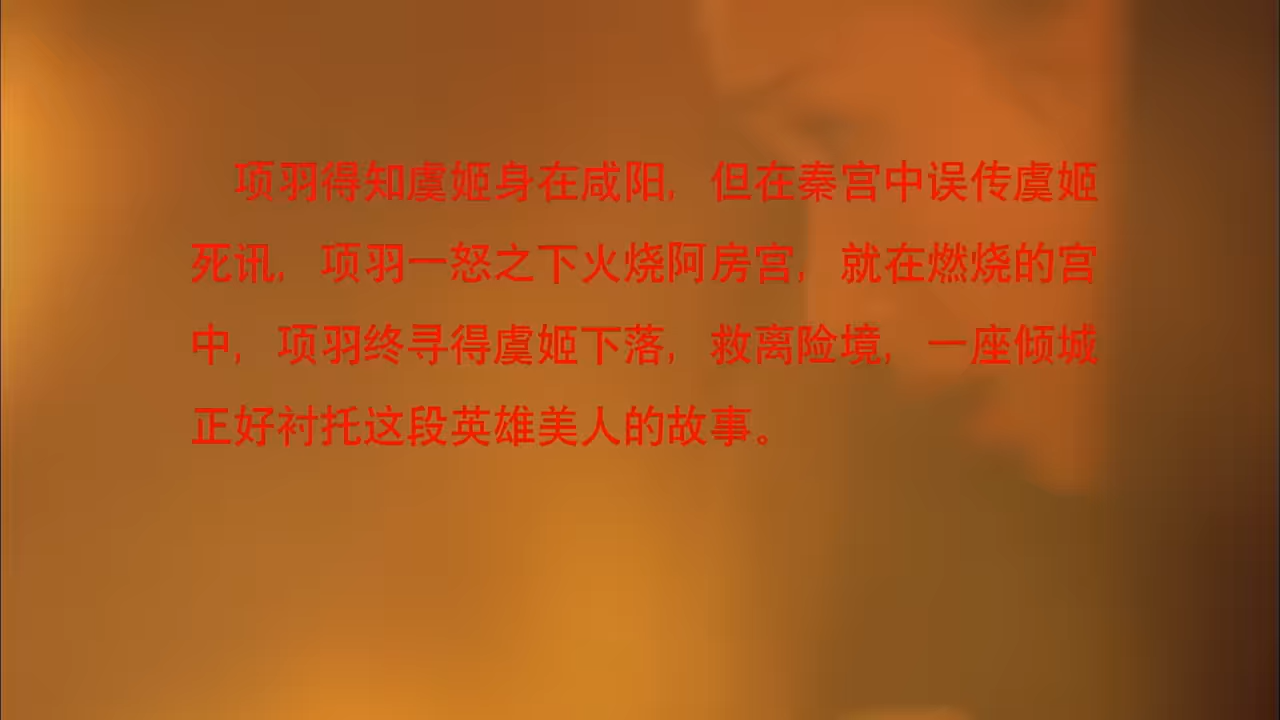 项羽得知虞姬身在咸阳，但在秦宫中误传虞姬
死讯，项羽一怒之下火烧阿房宫，就在燃烧的宫
中，项羽终寻得虞姬下落，救离险境，一座倾城
正好衬托这段英雄美人的故事。